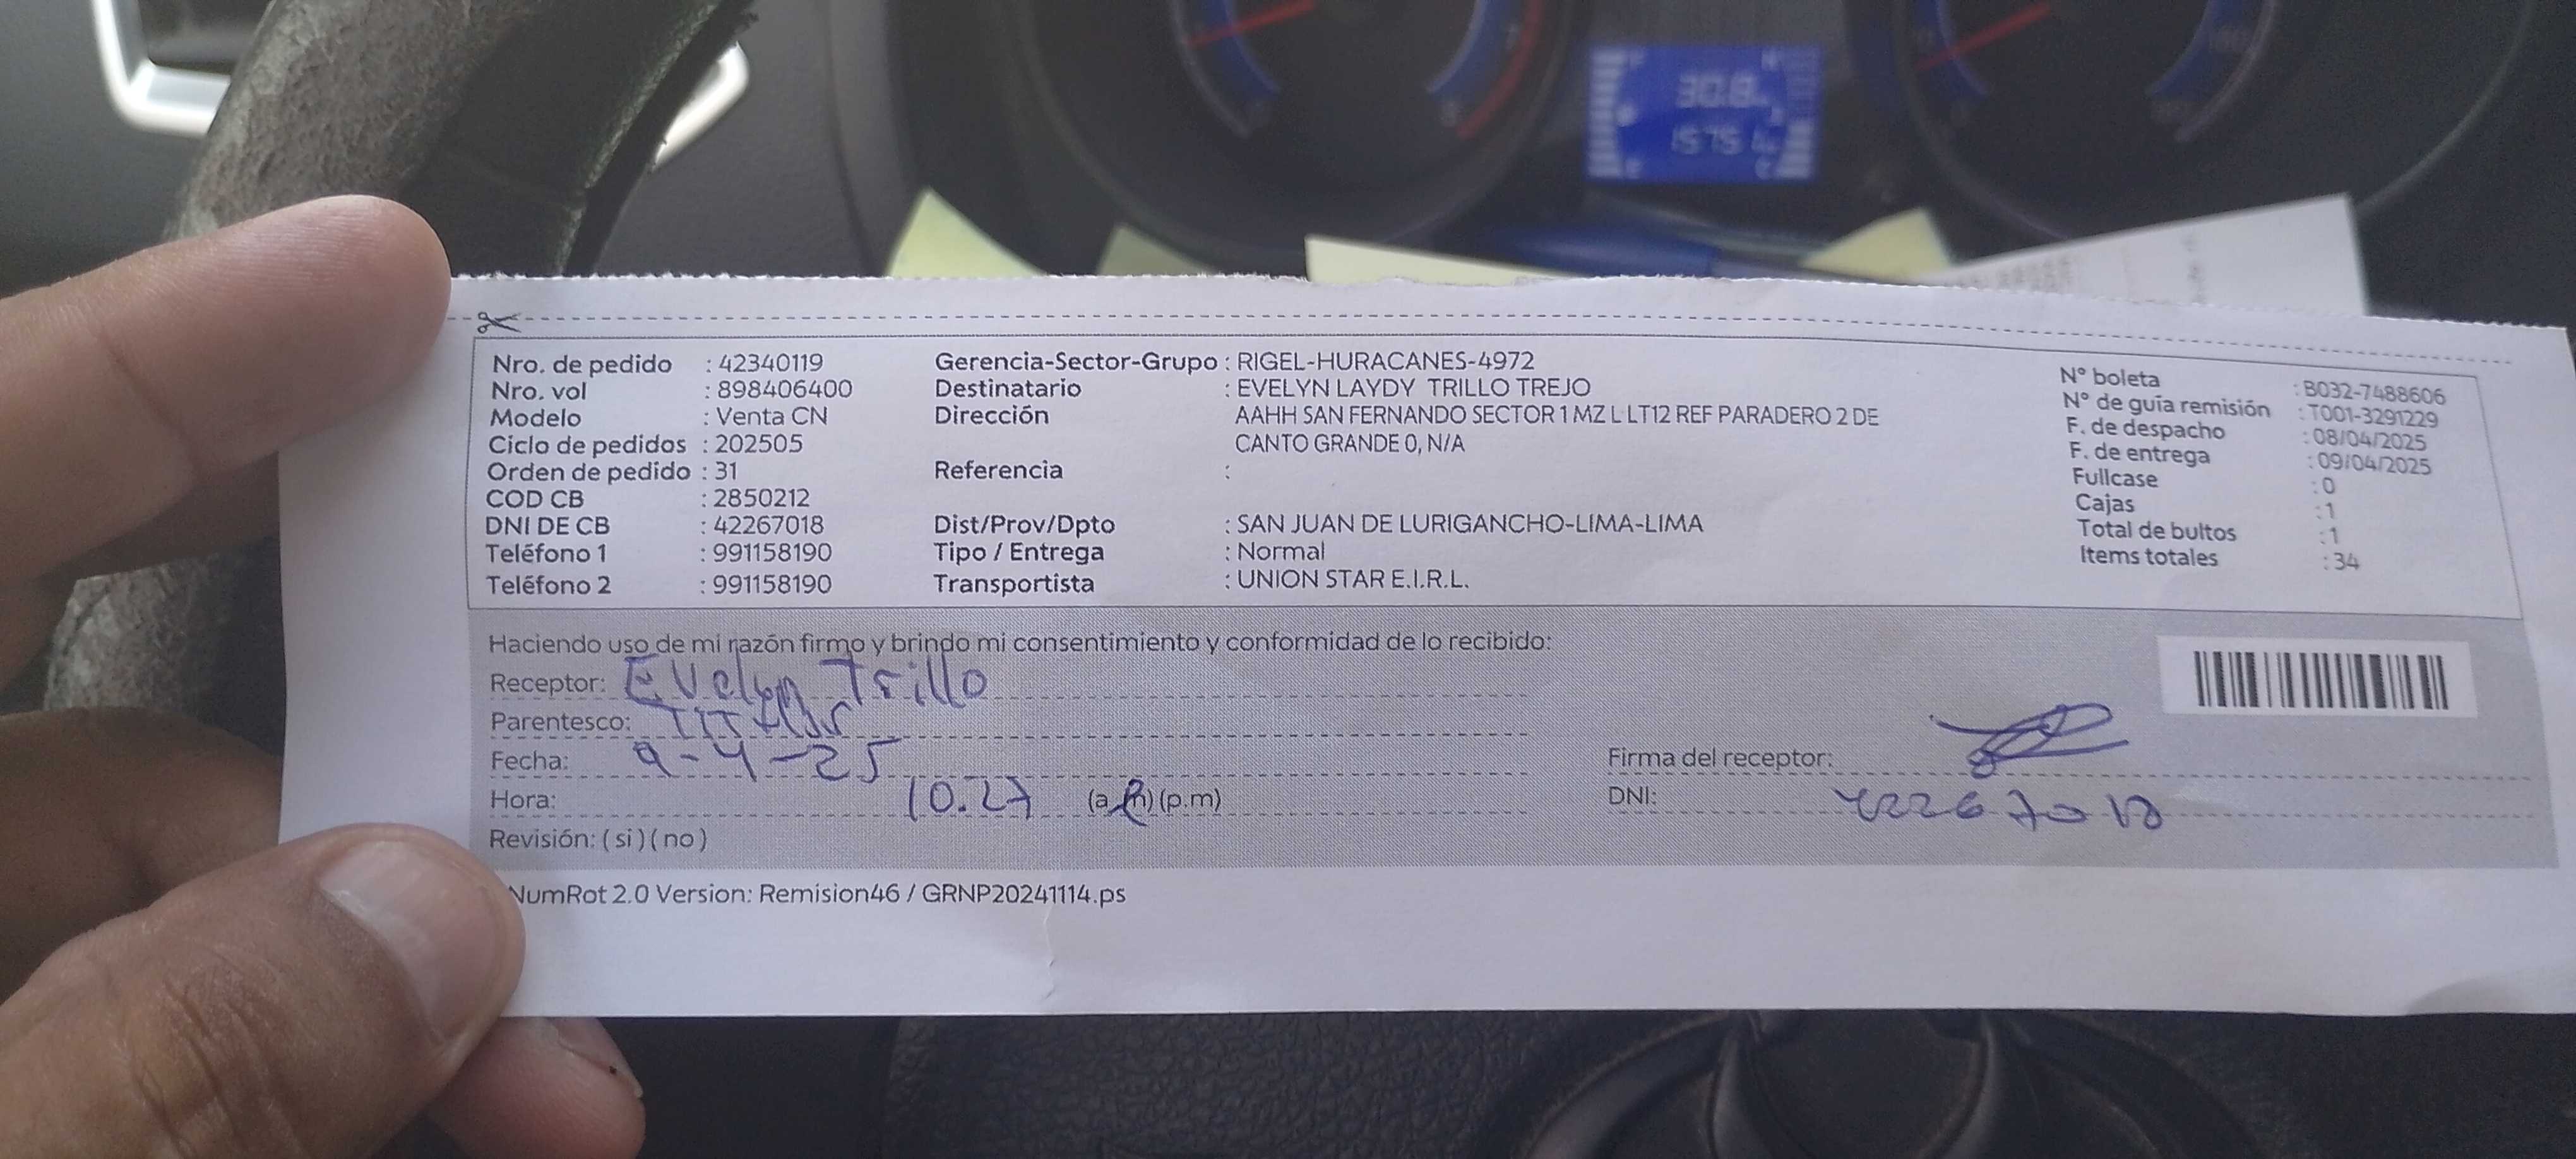 Nro. de pedido : 42340119
Nro. vol : 898406400
Modelo : Venta CN
Ciclo de pedidos : 202505
Orden de pedido : 31
COD CB : 2850212
DNI DE CB : 42267018
Teléfono 1 : 991158190
Teléfono 2 : 991158190
Gerencia-Sector-Grupo : RIGEL-HURACANES-4972
Destinatario : EVELYN LAYDY TRILLO TREJO
Dirección : AAHH SAN FERNANDO SECTOR 1 MZ L LT12 REF PARADERO 2 DE
CANTO GRANDE 0, N/A
Referencia :
Dist/Prov/Dpto : SAN JUAN DE LURIGANCHO-LIMA-LIMA
Tipo / Entrega : Normal
Transportista : UNION STAR E.I.R.L.
N° boleta : B032-7488606
N° de guía remisión : T001-3291229
F. de despacho : 08/04/2025
F. de entrega : 09/04/2025
Fullcase : 0
Cajas : 1
Total de bultos : 1
Items totales : 34
Haciendo uso de mi razón firmo y brindo mi consentimiento y conformidad de lo recibido:
Receptor: Evelyn Trillo
Parentesco: Titular
Fecha: 9-4-25
Hora: 10.27 (a.m) (p.m)
Revisión: ( si ) ( no )
Firma del receptor:
DNI: 42267018
NumRot 2.0 Version: Remision46 / GRNP20241114.ps
30.8